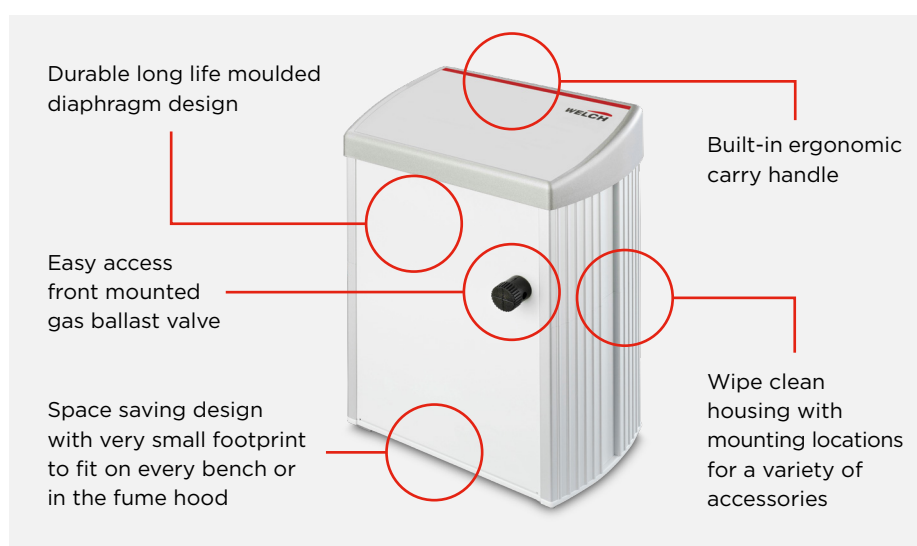 Durable long life moulded
diaphragm design
WELCH
Built-in ergonomic
carry handle
Easy access
front mounted
gas ballast valve
Space saving design
with very small footprint
to fit on every bench or
in the fume hood
Wipe clean
housing with
mounting locations
for a variety of
accessories